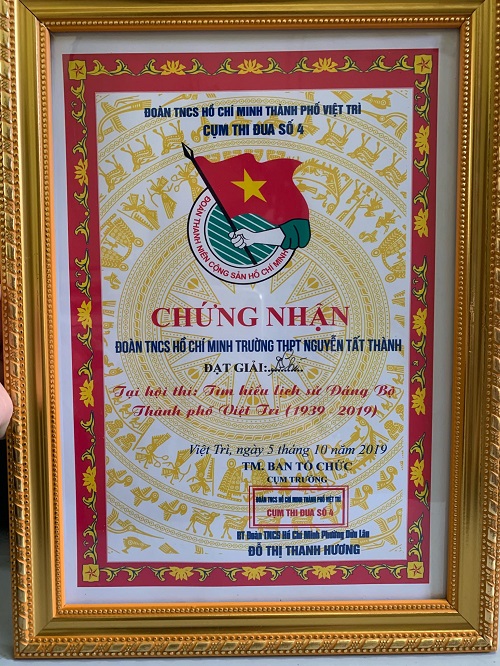 ĐOÀN TNCS HỒ CHÍ MINH THÀNH PHỐ VIỆT TRÌ
CỤM THI ĐUA SỐ 4
ĐOÀN THANH NIÊN CỘNG SẢN HỒ CHÍ MINH
CHỨNG NHẬN
ĐOÀN TNCS HỒ CHÍ MINH TRƯỜNG THPT NGUYỄN TẤT THÀNH
ĐẠT GIẢI:
Tại hội thi: Tìm hiểu lịch sử Đảng Bộ
Thành phố Việt Trì (1939 - 2019)
Việt Trì, ngày 5 tháng 10 năm 2019
TM. BAN TỔ CHỨC
CỤM TRƯỞNG
ĐOÀN TNCS HỒ CHÍ MINH THÀNH PHỐ VIỆT TRÌ
CỤM THI ĐUA SỐ 4
BT Đoàn TNCS Hồ Chí Minh Phường Dữu Lâu
ĐỖ THỊ THANH HƯƠNG